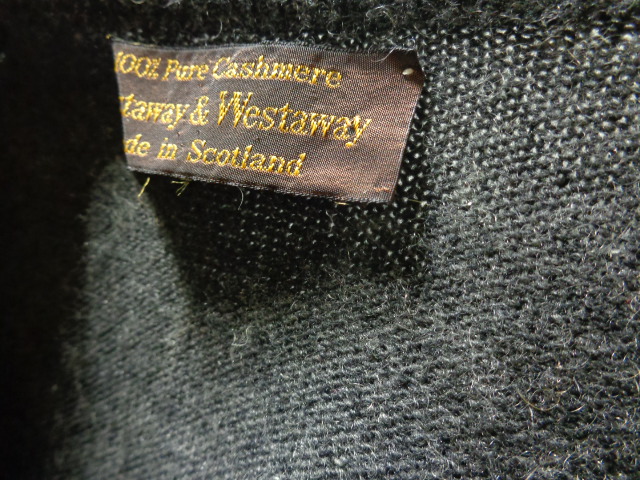 100% Pure Cashmere
taway & Westaway
de in Scotland